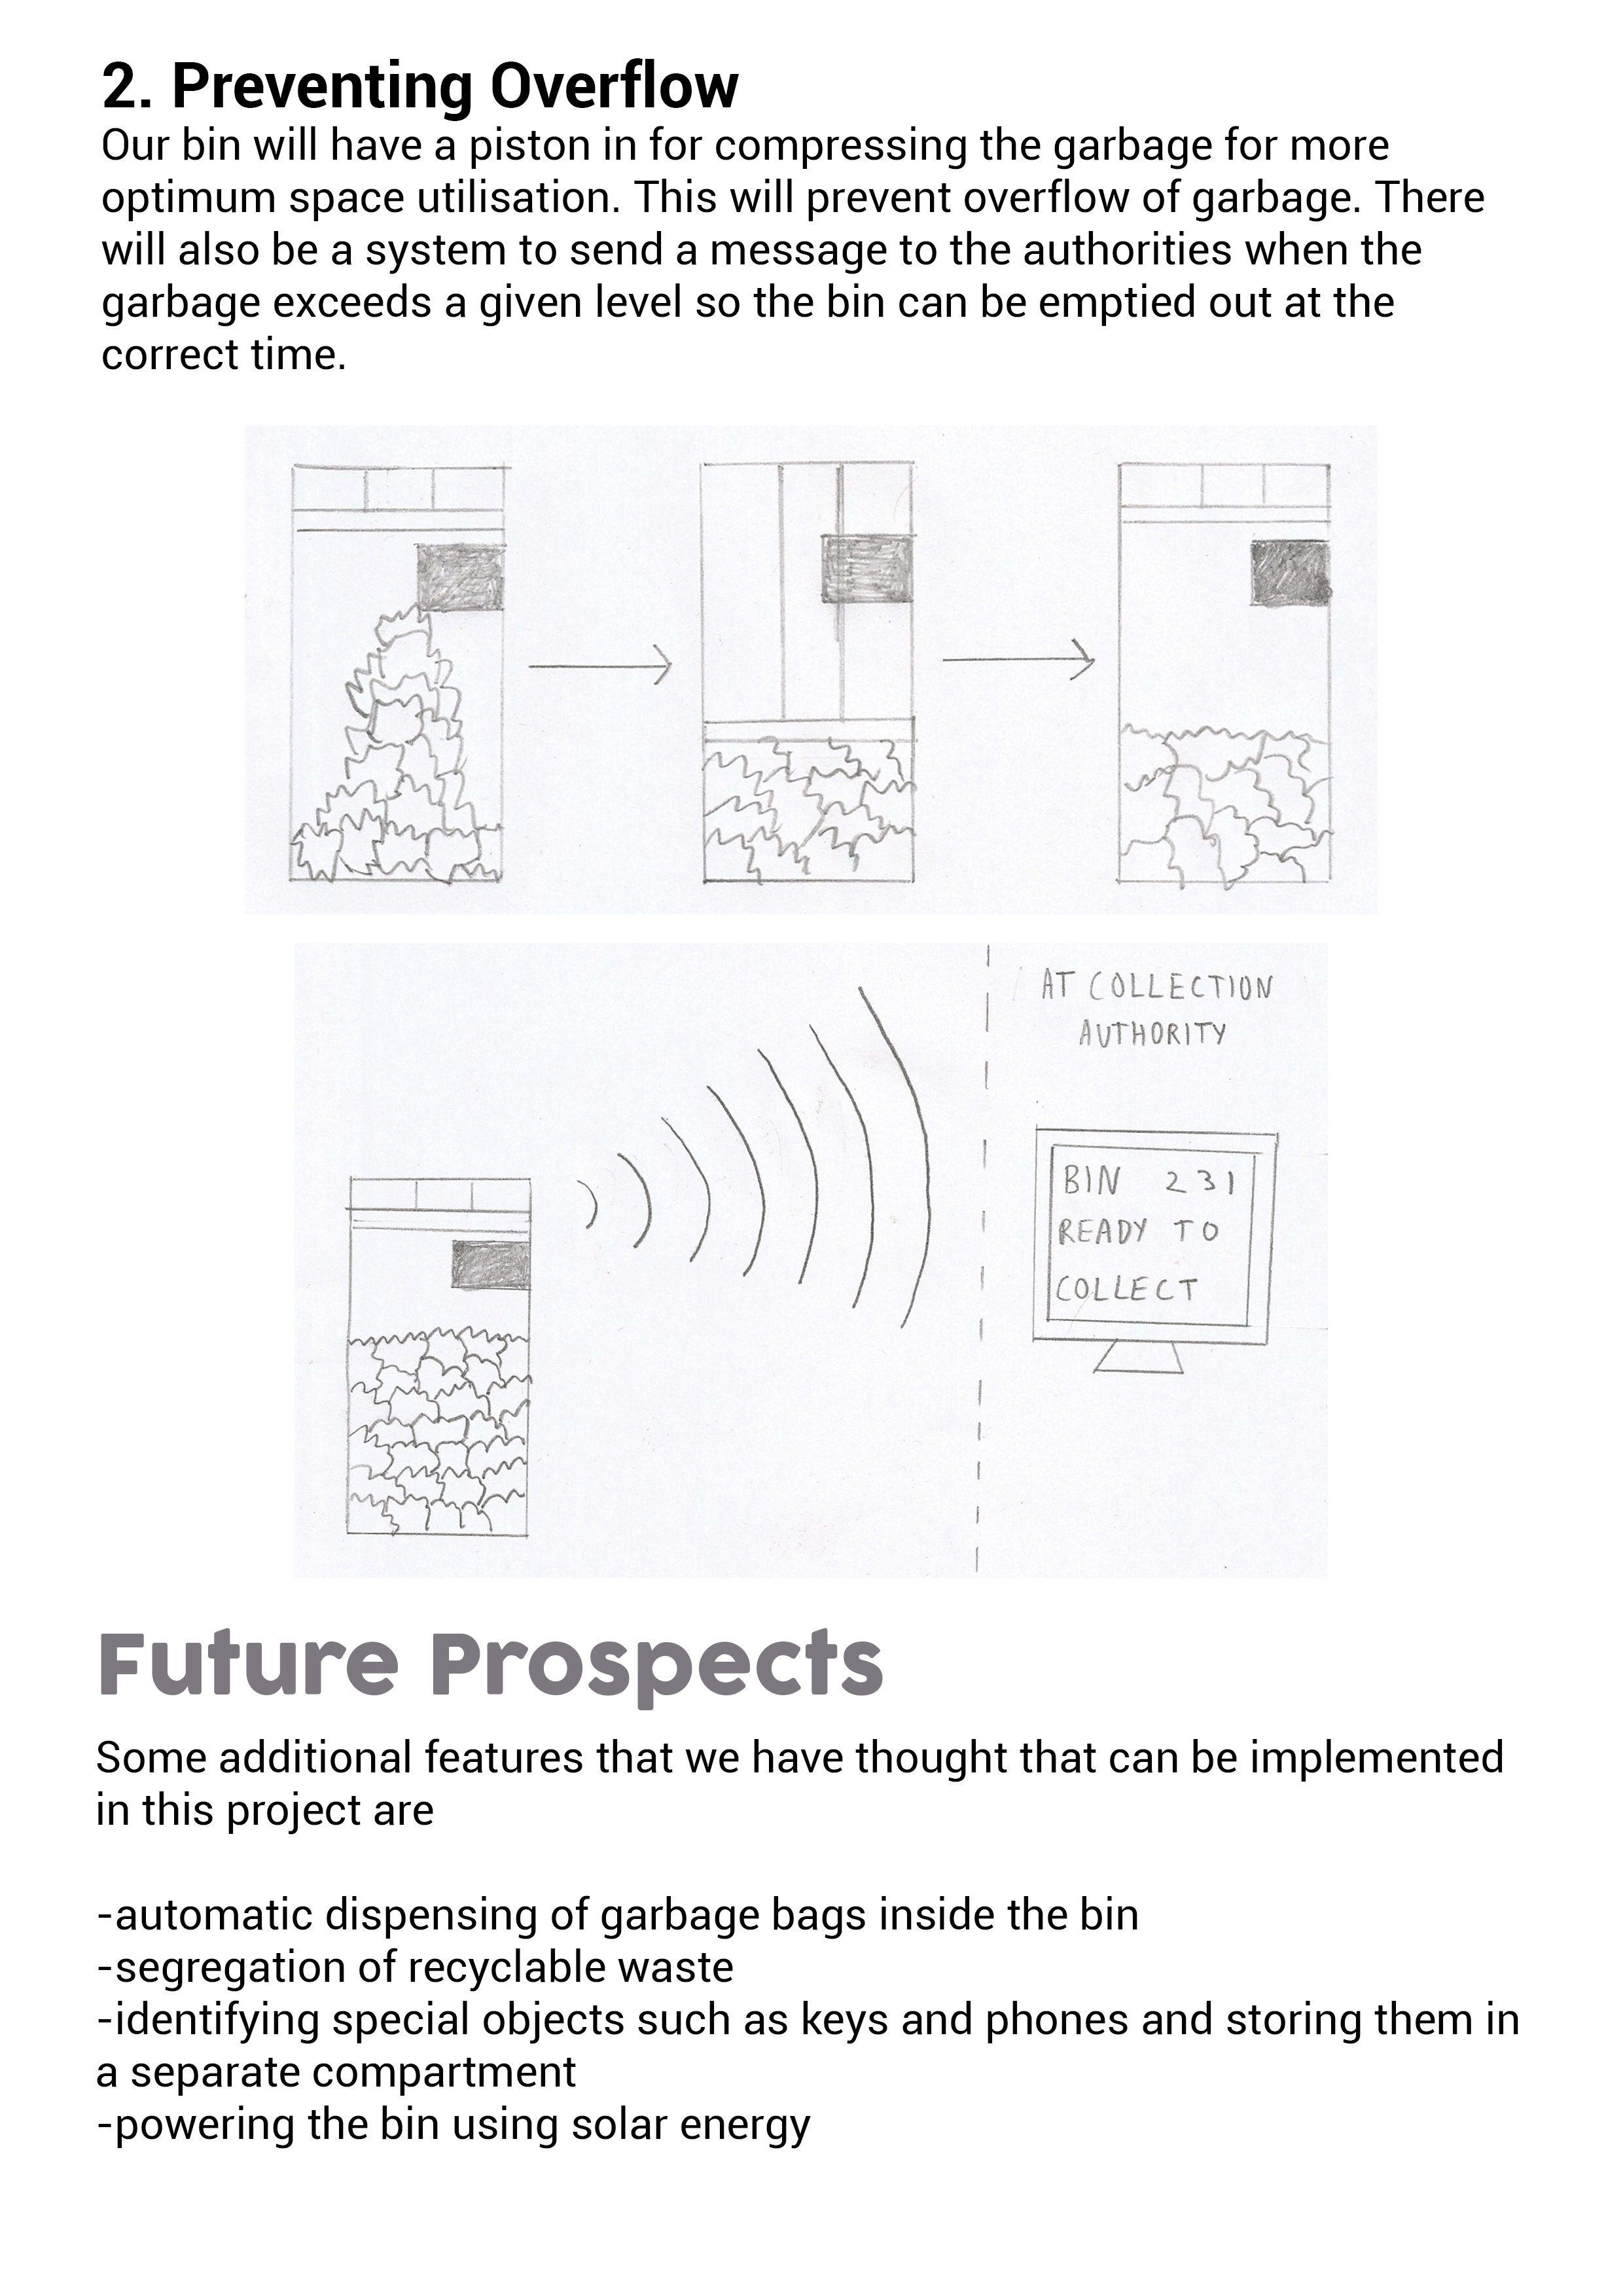 2. Preventing Overflow
Our bin will have a piston in for compressing the garbage for more
optimum space utilisation. This will prevent overflow of garbage. There
will also be a system to send a message to the authorities when the
garbage exceeds a given level so the bin can be emptied out at the
correct time.
AT COLLECTION
AUTHORITY
BIN 231
READY TO
COLLECT
Future Prospects
Some additional features that we have thought that can be implemented
in this project are
-automatic dispensing of garbage bags inside the bin
-segregation of recyclable waste
-identifying special objects such as keys and phones and storing them in
a separate compartment
-powering the bin using solar energy